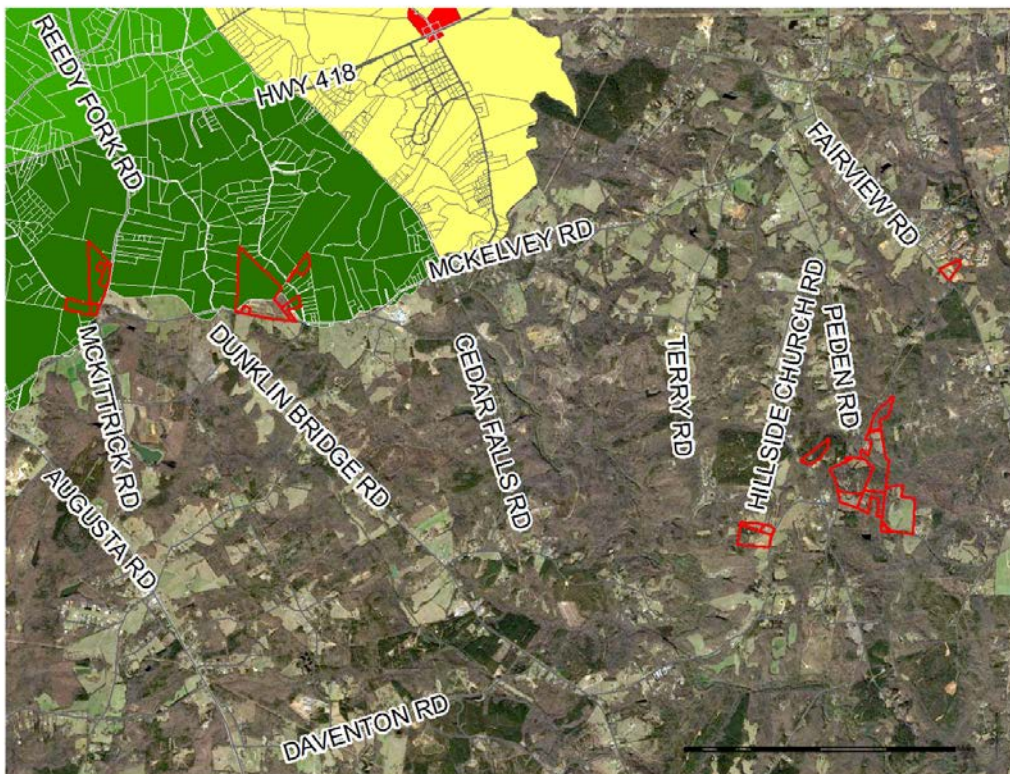 REEDY FORK RD
HWY 418
FAIRVIEW RD
MCKELVEY RD
HILLSIDE CHURCH RD
PEDEN RD
MCKITTRICK RD
DUNKLIN BRIDGE RD
CEDAR FALLS RD
TERRY RD
AUGUSTA RD
DAVENTON RD